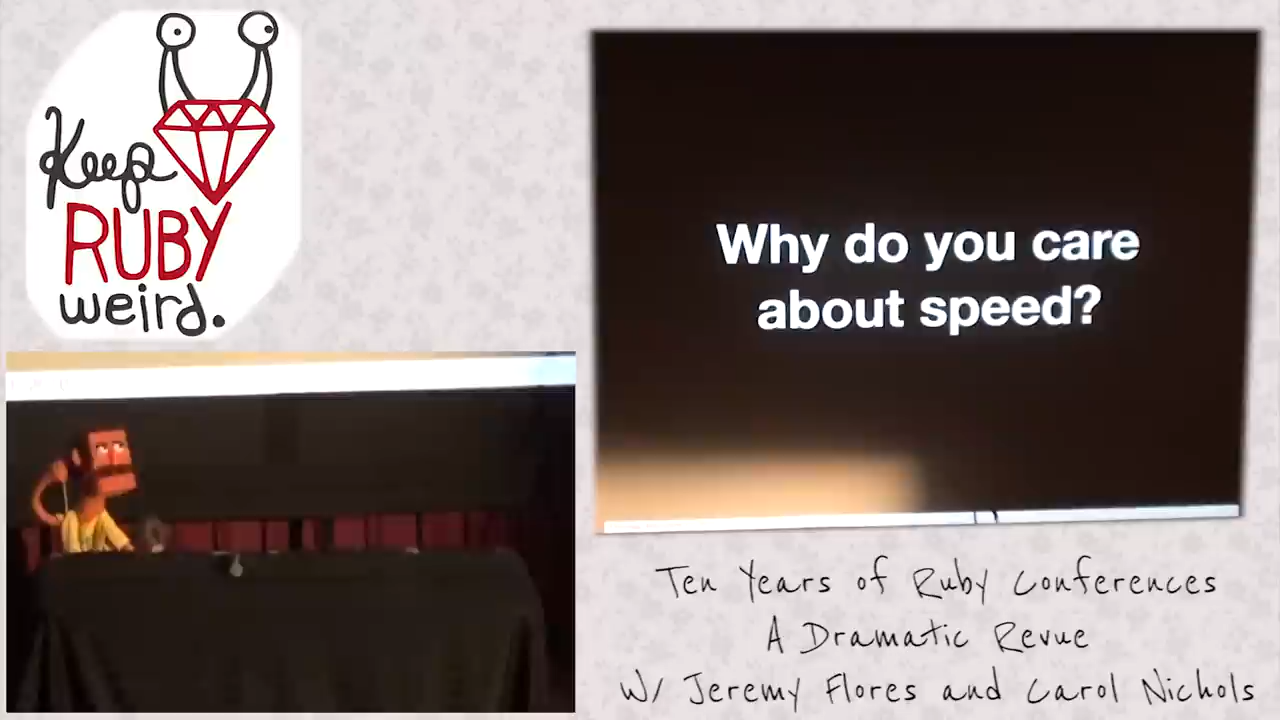 Keep
RUBY
weird.
Why do you care
about speed?
Ten Years of Ruby Conferences
A Dramatic Revue
W/ Jeremy Flores and Carol Nichols